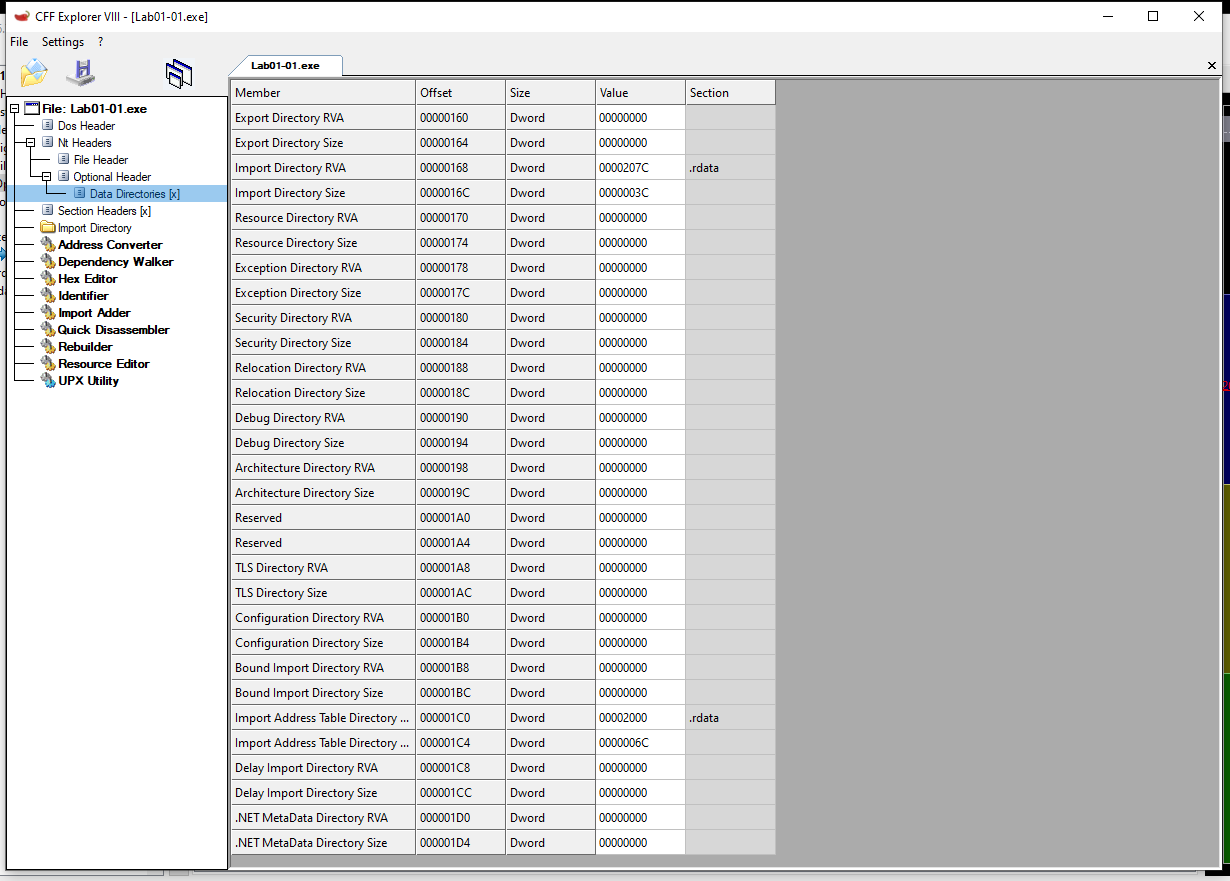 CFF Explorer VIII - [Lab01-01.exe]
File Settings ?
Lab01-01.exe
File: Lab01-01.exe
Dos Header
Nt Headers
File Header
Optional Header
Data Directories [x]
Section Headers [x]
Import Directory
Address Converter
Dependency Walker
Hex Editor
Identifier
Import Adder
Quick Disassembler
Rebuilder
Resource Editor
UPX Utility
Member Offset Size Value Section
Export Directory RVA 00000160 Dword 00000000
Export Directory Size 00000164 Dword 00000000
Import Directory RVA 00000168 Dword 0000207C .rdata
Import Directory Size 0000016C Dword 0000003C
Resource Directory RVA 00000170 Dword 00000000
Resource Directory Size 00000174 Dword 00000000
Exception Directory RVA 00000178 Dword 00000000
Exception Directory Size 0000017C Dword 00000000
Security Directory RVA 00000180 Dword 00000000
Security Directory Size 00000184 Dword 00000000
Relocation Directory RVA 00000188 Dword 00000000
Relocation Directory Size 0000018C Dword 00000000
Debug Directory RVA 00000190 Dword 00000000
Debug Directory Size 00000194 Dword 00000000
Architecture Directory RVA 00000198 Dword 00000000
Architecture Directory Size 0000019C Dword 00000000
Reserved 000001A0 Dword 00000000
Reserved 000001A4 Dword 00000000
TLS Directory RVA 000001A8 Dword 00000000
TLS Directory Size 000001AC Dword 00000000
Configuration Directory RVA 000001B0 Dword 00000000
Configuration Directory Size 000001B4 Dword 00000000
Bound Import Directory RVA 000001B8 Dword 00000000
Bound Import Directory Size 000001BC Dword 00000000
Import Address Table Directory ... 000001C0 Dword 00002000 .rdata
Import Address Table Directory ... 000001C4 Dword 0000006C
Delay Import Directory RVA 000001C8 Dword 00000000
Delay Import Directory Size 000001CC Dword 00000000
.NET MetaData Directory RVA 000001D0 Dword 00000000
.NET MetaData Directory Size 000001D4 Dword 00000000